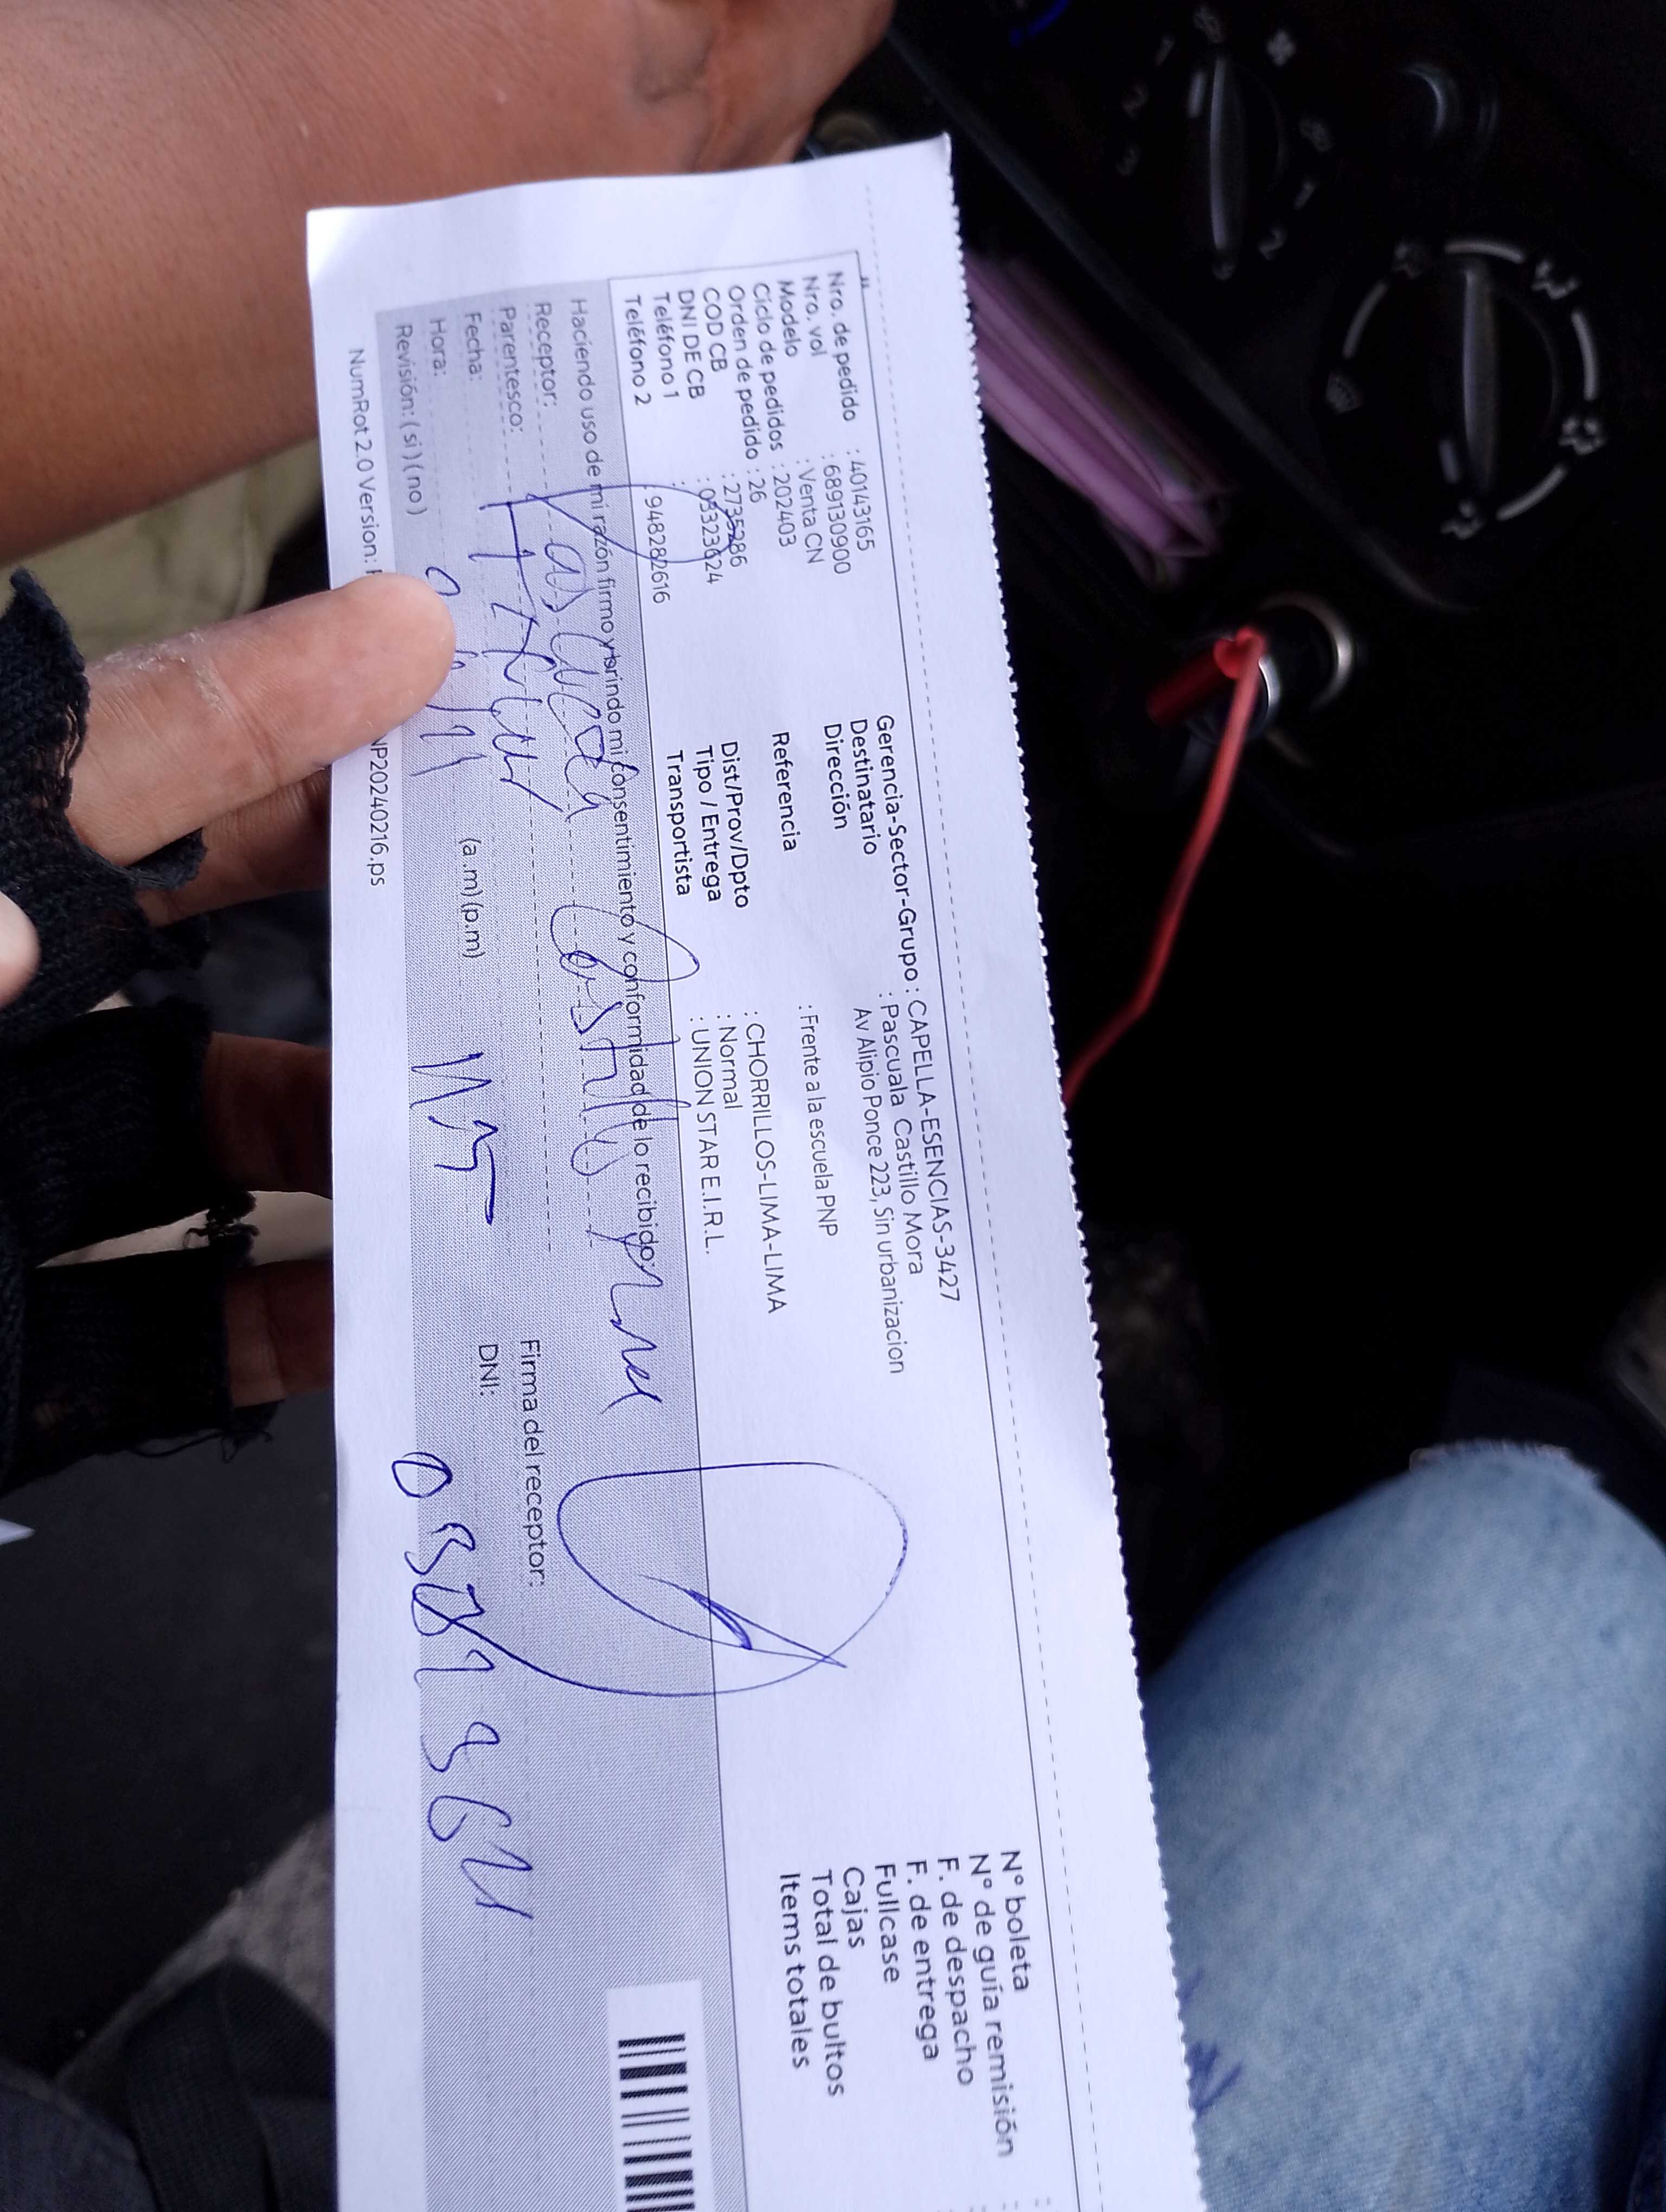 Nro. de pedido : 40143165
Nro. vol : 689130900
Modelo : Venta CN
Ciclo de pedidos : 202403
Orden de pedido : 26
COD CB : 2735286
DNI DE CB : 03323624
Teléfono 1 :
Teléfono 2 : 948282616
Gerencia-Sector-Grupo : CAPELLA-ESENCIAS-3427
Destinatario : Pascuala Castillo Mora
Dirección Av Alipio Ponce 223, Sin urbanizacion
Referencia : Frente a la escuela PNP
Dist/Prov/Dpto : CHORRILLOS-LIMA-LIMA
Tipo / Entrega : Normal
Transportista : UNION STAR E.I.R.L.
N° boleta
N° de guía remisión
F. de despacho
F. de entrega
Fullcase
Cajas
Total de bultos
Items totales
Haciendo uso de mi razón firmo y brindo mi consentimiento y conformidad de lo recibido:
Receptor: Castillo
Parentesco:
Fecha:
Hora: (a.m) (p.m)
Revisión: ( si ) ( no )
Firma del receptor:
DNI:
NumRot 2.0 Version: NP20240216.ps